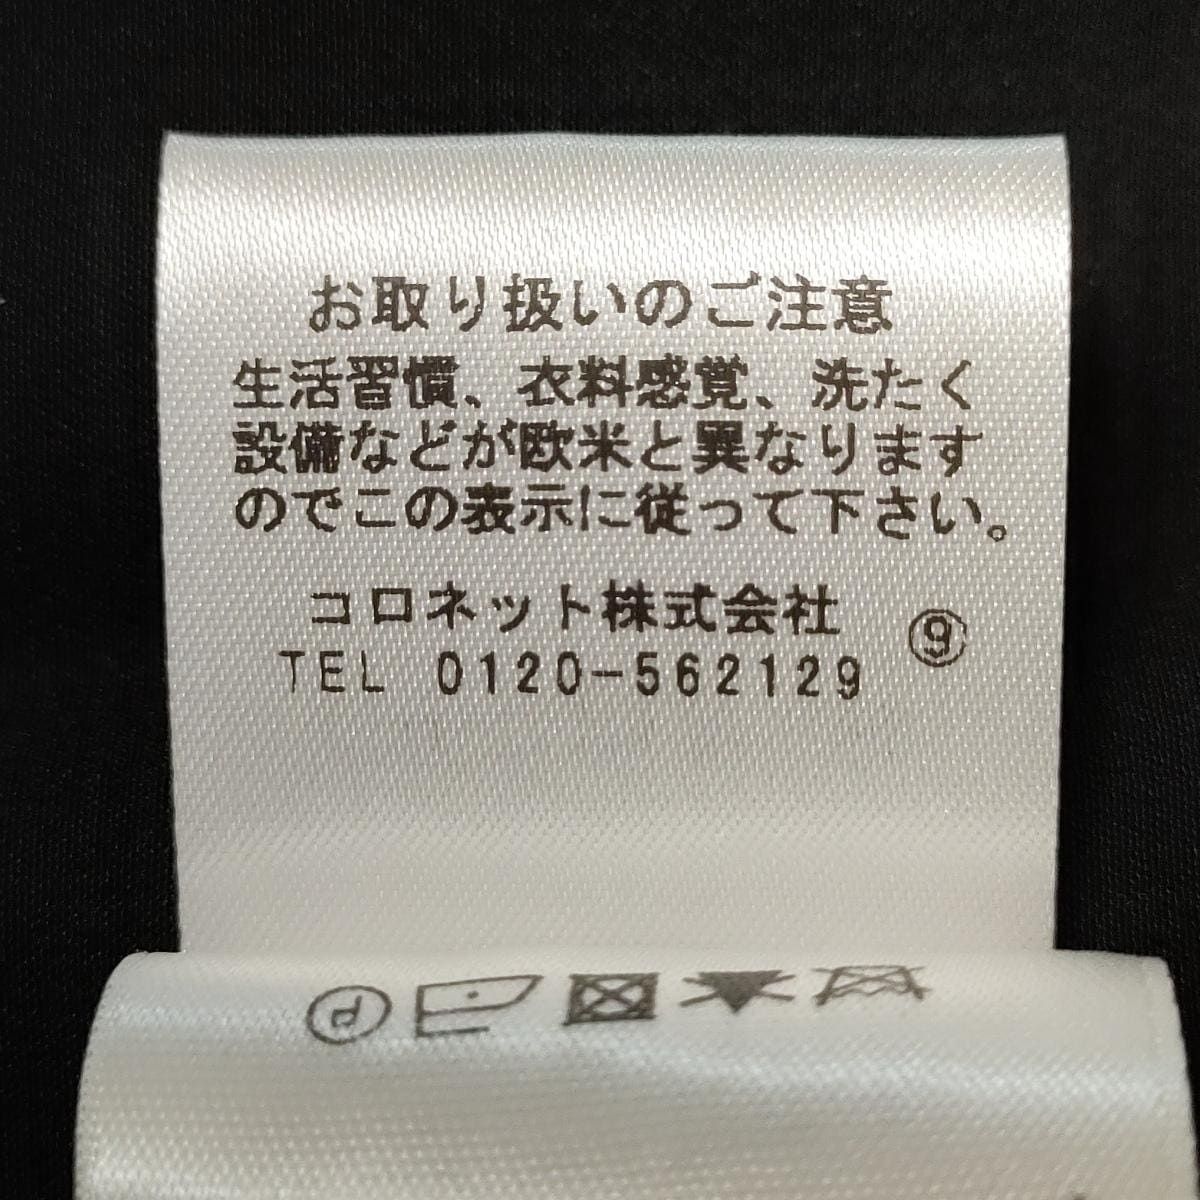 お取り扱いのご注意
生活習慣、衣料感覚、洗たく
設備などが欧米と異なります
のでこの表示に従って下さい。
コロネット株式会社
TEL 0120-562129
⑨
P